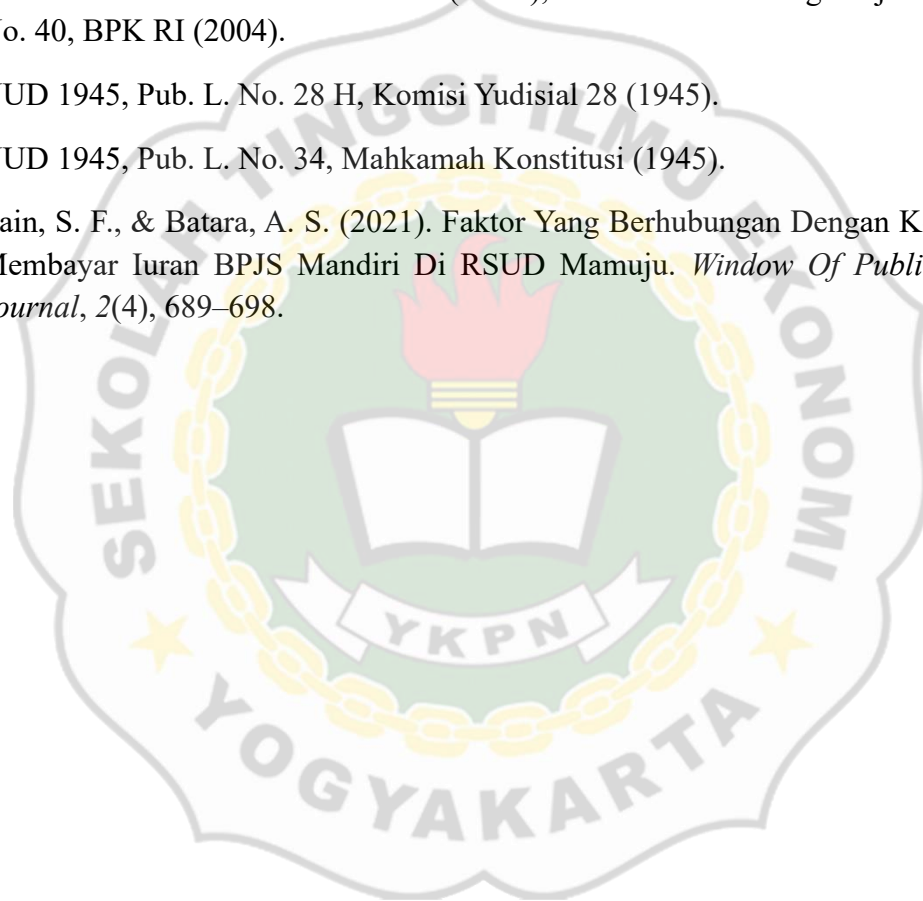 No. 40, BPK RI (2004).
UUD 1945, Pub. L. No. 28 H, Komisi Yudisial 28 (1945).
UUD 1945, Pub. L. No. 34, Mahkamah Konstitusi (1945).
ain, S. F., & Batara, A. S. (2021). Faktor Yang Berhubungan Dengan K
Membayar Iuran BPJS Mandiri Di RSUD Mamuju. Window Of Publi
ournal, 2(4), 689–698.
SEKOLAH TINGGI ILMU EKONOMI
YKPN
YOGYAKARTA